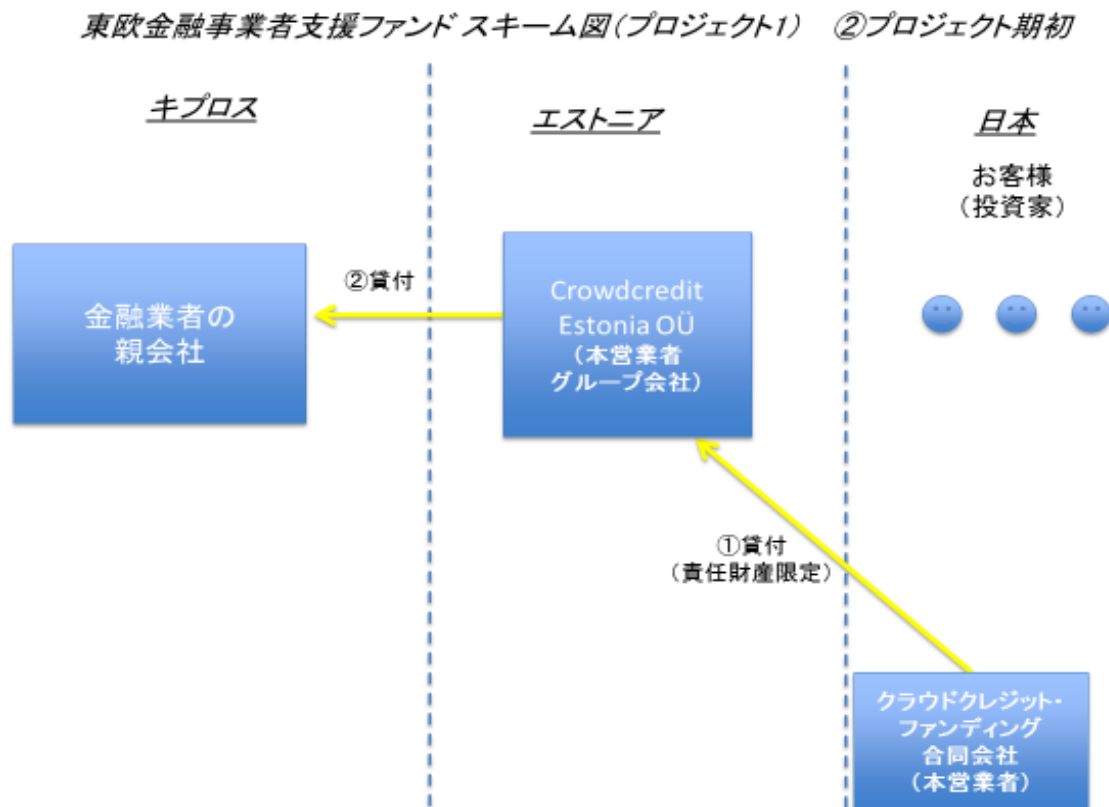 東欧金融事業者支援ファンド スキーム図(プロジェクト1) ②プロジェクト期初
キプロス
エストニア
日本
お客様
(投資家)
金融業者の
親会社
②貸付
Crowdcredit
Estonia OÜ
(本営業者
グループ会社)
①貸付
(責任財産限定)
クラウドクレジット・
ファンディング
合同会社
(本営業者)